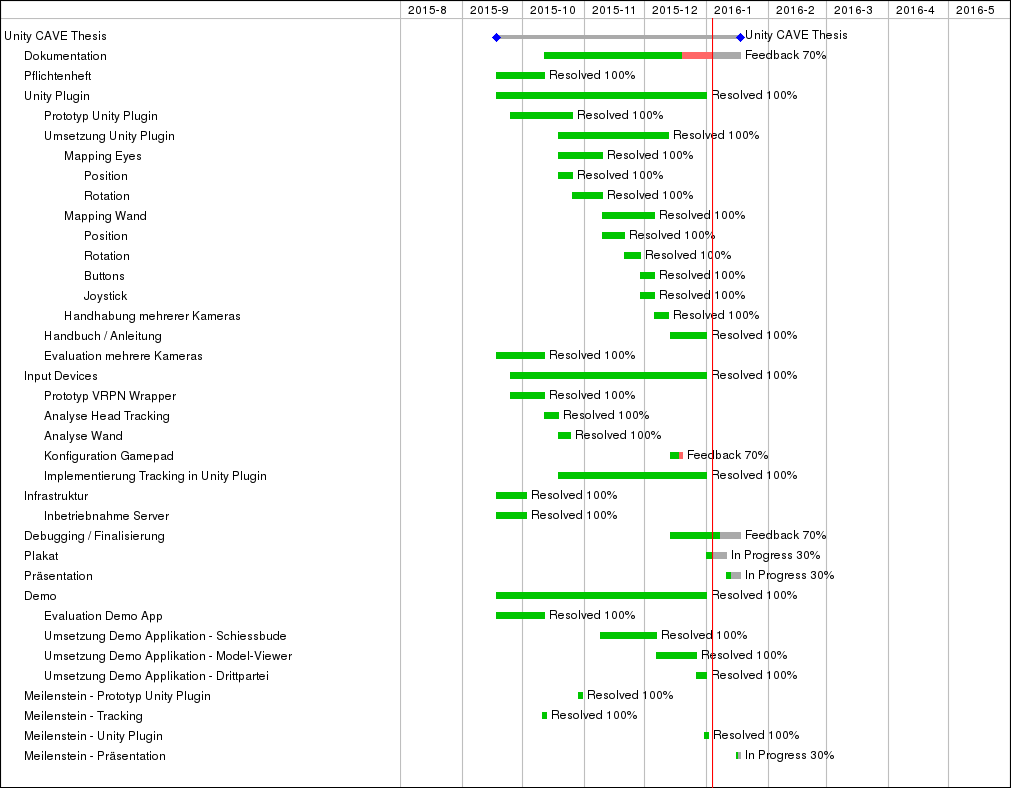 2015-8 2015-9 2015-10 2015-11 2015-12 2016-1 2016-2 2016-3 2016-4 2016-5
Unity CAVE Thesis Unity CAVE Thesis
Dokumentation Feedback 70%
Pflichtenheft Resolved 100%
Unity Plugin Resolved 100%
Prototyp Unity Plugin Resolved 100%
Umsetzung Unity Plugin Resolved 100%
Mapping Eyes Resolved 100%
Position Resolved 100%
Rotation Resolved 100%
Mapping Wand Resolved 100%
Position Resolved 100%
Rotation Resolved 100%
Buttons Resolved 100%
Joystick Resolved 100%
Handhabung mehrerer Kameras Resolved 100%
Handbuch / Anleitung Resolved 100%
Evaluation mehrere Kameras Resolved 100%
Input Devices Resolved 100%
Prototyp VRPN Wrapper Resolved 100%
Analyse Head Tracking Resolved 100%
Analyse Wand Resolved 100%
Konfiguration Gamepad Feedback 70%
Implementierung Tracking in Unity Plugin Resolved 100%
Infrastruktur Resolved 100%
Inbetriebnahme Server Resolved 100%
Debugging / Finalisierung Feedback 70%
Plakat In Progress 30%
Präsentation In Progress 30%
Demo Resolved 100%
Evaluation Demo App Resolved 100%
Umsetzung Demo Applikation - Schiessbude Resolved 100%
Umsetzung Demo Applikation - Model-Viewer Resolved 100%
Umsetzung Demo Applikation - Drittpartei Resolved 100%
Meilenstein - Prototyp Unity Plugin Resolved 100%
Meilenstein - Tracking Resolved 100%
Meilenstein - Unity Plugin Resolved 100%
Meilenstein - Präsentation In Progress 30%